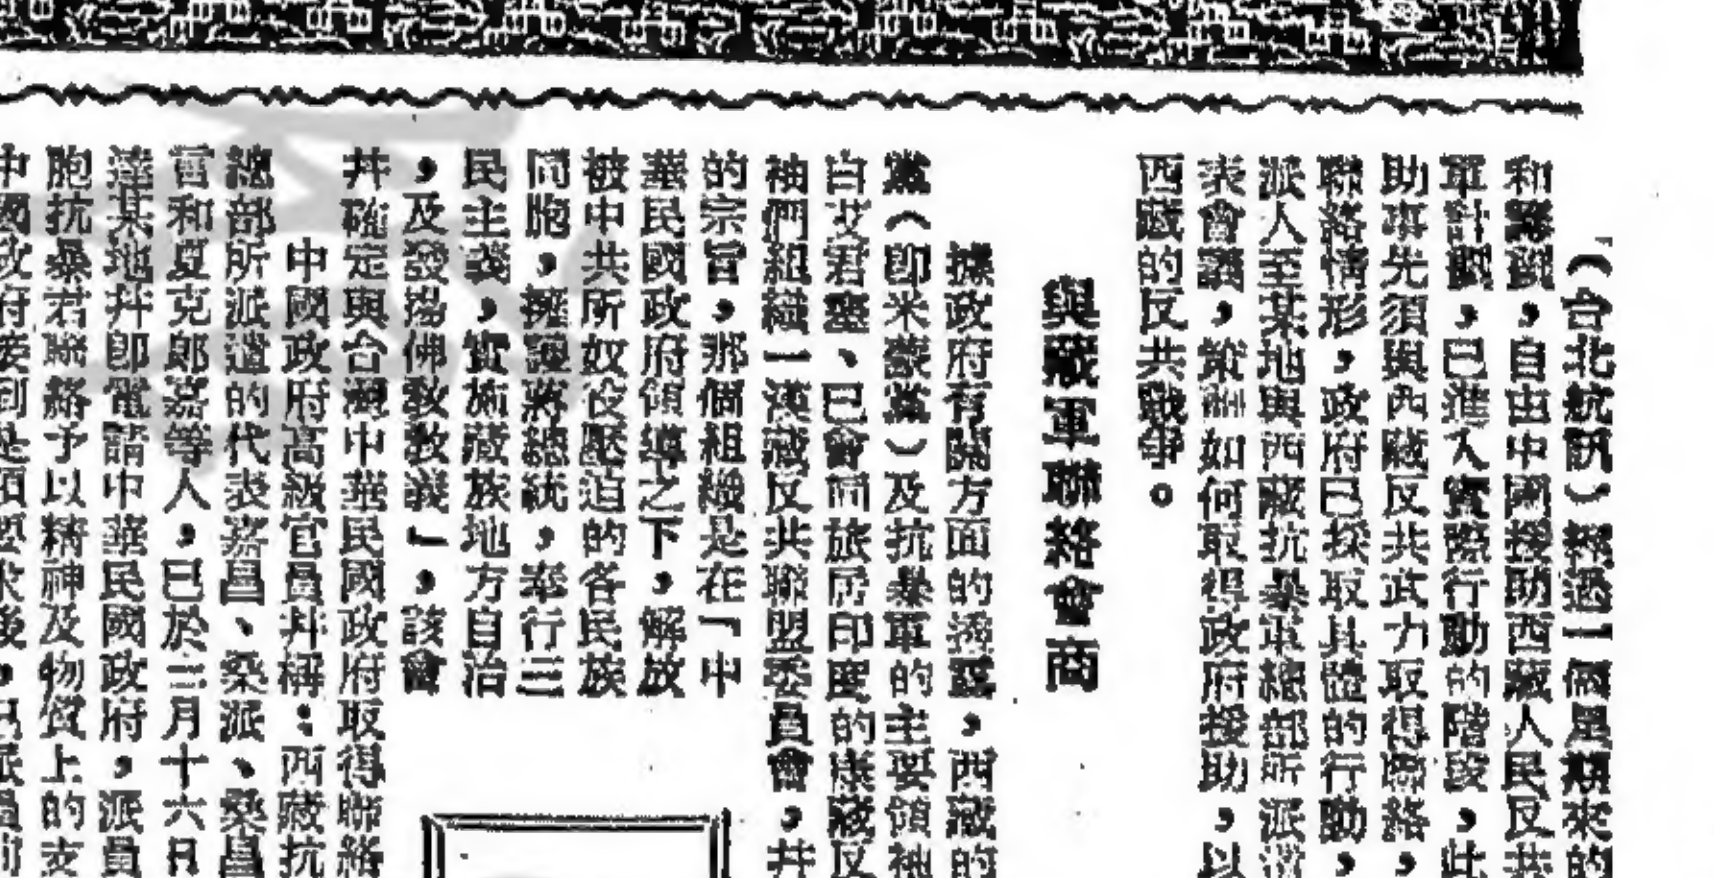 （台北航訊）經過一個星期來的
和　　，自由中國援助西藏人民反共
軍計劃，已進入實際行動的階段，此
助事先須與西藏反共武力取得聯絡，
聯絡情形，政府已採取具體的行動，
派人至某地與西藏抗暴軍總部所派
表會議，　　如何取得政府援助，以
西藏的反共戰爭。
與藏軍聯絡會商
據政府有關方面的透露，西藏的
黨（即米蒙黨）及抗暴軍的主要領袖
白艾君塞、已會同旅居印度的康藏反
袖們組織一漢藏反共聯盟委員會，并
的宗旨，那個組織是在「中
華民國政府領導之下，解放
被中共所奴役壓迫的各民族
同胞，擁護蔣總統，奉行三
民主義，實施藏族地方自治
，及發揚佛教教義」，該會
并確定與台灣中華民國政府取得聯絡
中國政府高級官員并稱：西藏抗
總部所派遣的代表嘉昌、桑派、桑昌
雷和夏克郎嘉等人，已於三月十六日
達某地并即電請中華民國政府，派員
胞抗暴君聯絡予以精神及物質上的支
中國政府接到是項要求後，已派員